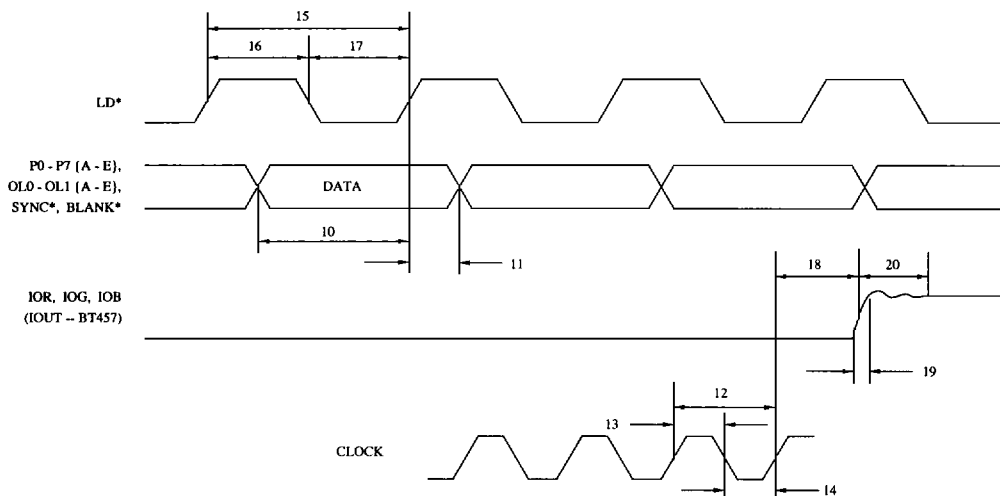 15
16 17
LD*
P0 - P7 {A - E},
OL0 - OL1 {A - E},
SYNC*, BLANK*
DATA
10
11
18 20
IOR, IOG, IOB
(IOUT -- BT457)
19
12
13
CLOCK
14